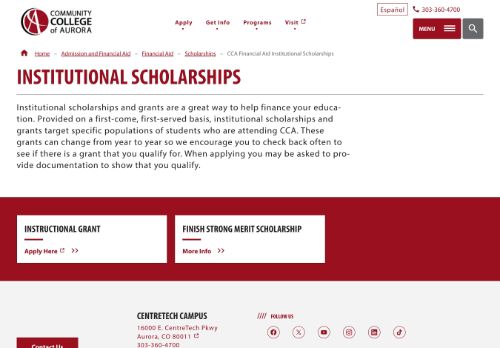 COMMUNITY
COLLEGE
of AURORA
Apply
Get Info
Programs
Visit
Español
303-360-4700
MENU
Home – Admission and Financial Aid – Financial Aid – Scholarships – CCA Financial Aid Institutional Scholarships
INSTITUTIONAL SCHOLARSHIPS
Institutional scholarships and grants are a great way to help finance your educa-
tion. Provided on a first-come, first-served basis, institutional scholarships and
grants target specific populations of students who are attending CCA. These
grants can change from year to year so we encourage you to check back often to
see if there is a grant that you qualify for. When applying you may be asked to pro-
vide documentation to show that you qualify.
INSTRUCTIONAL GRANT
Apply Here >>
FINISH STRONG MERIT SCHOLARSHIP
More Info >>
CENTRETECH CAMPUS
16000 E. CentreTech Pkwy
Aurora, CO 80011
303-360-4700
//// FOLLOW US
Contact Us